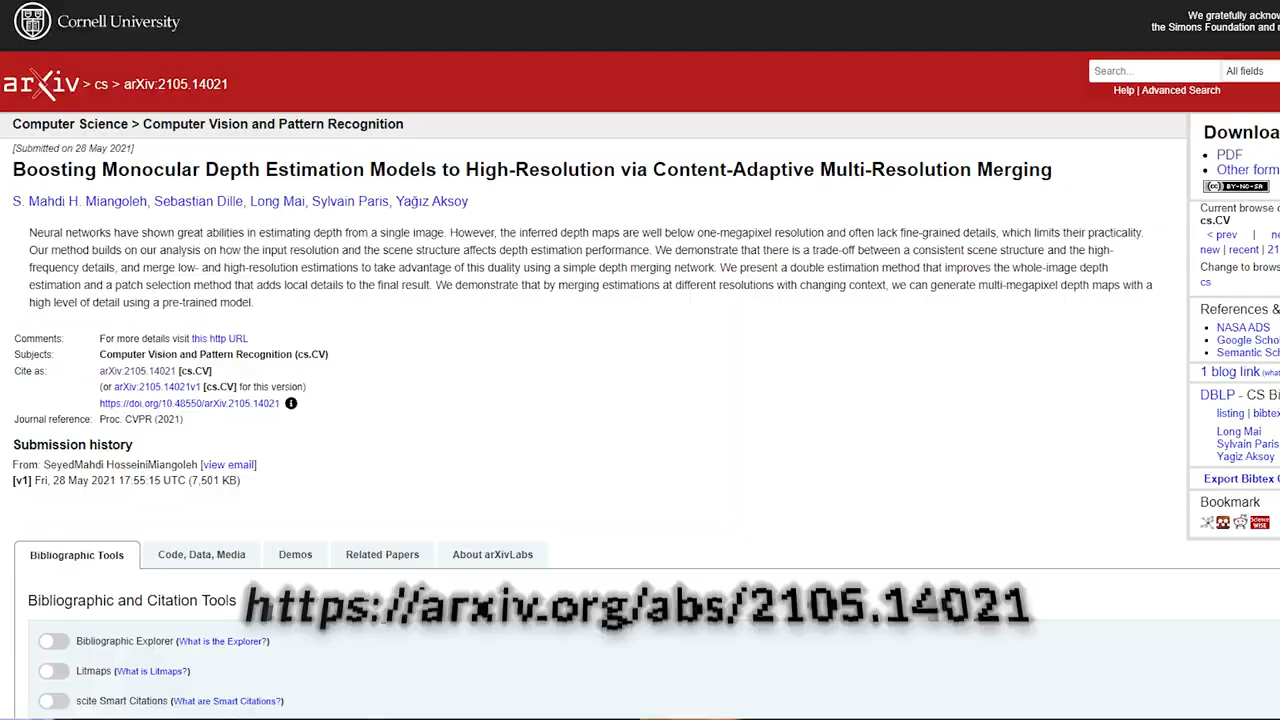 Cornell University
We gratefully acknow
the Simons Foundation and
arXiv > cs > arXiv:2105.14021
Search...
All fields
Help | Advanced Search
Computer Science > Computer Vision and Pattern Recognition
[Submitted on 28 May 2021]
Boosting Monocular Depth Estimation Models to High-Resolution via Content-Adaptive Multi-Resolution Merging
S. Mahdi H. Miangoleh, Sebastian Dille, Long Mai, Sylvain Paris, Yağız Aksoy
Neural networks have shown great abilities in estimating depth from a single image. However, the inferred depth maps are well below one-megapixel resolution and often lack fine-grained details, which limits their practicality.
Our method builds on our analysis on how the input resolution and the scene structure affects depth estimation performance. We demonstrate that there is a trade-off between a consistent scene structure and the high-
frequency details, and merge low- and high-resolution estimations to take advantage of this duality using a simple depth merging network. We present a double estimation method that improves the whole-image depth
estimation and a patch selection method that adds local details to the final result. We demonstrate that by merging estimations at different resolutions with changing context, we can generate multi-megapixel depth maps with a
high level of detail using a pre-trained model.
Comments: For more details visit this http URL
Subjects: Computer Vision and Pattern Recognition (cs.CV)
Cite as: arXiv:2105.14021 [cs.CV]
(or arXiv:2105.14021v1 [cs.CV] for this version)
https://doi.org/10.48550/arXiv.2105.14021
Journal reference: Proc. CVPR (2021)
Submission history
From: SeyedMahdi HosseiniMiangoleh [view email]
[v1] Fri, 28 May 2021 17:55:15 UTC (7,501 KB)
Downloa
PDF
Other form
(cc) BY-NC-SA
Current browse c
cs.CV
< prev | ne
new | recent | 21
Change to brows
cs
References &
NASA ADS
Google Scho
Semantic Sch
1 blog link (what
DBLP - CS Bi
listing | bibtex
Long Mai
Sylvain Paris
Yagiz Aksoy
Export Bibtex C
Bookmark
Science
WISE
Bibliographic Tools
Code, Data, Media
Demos
Related Papers
About arXivLabs
Bibliographic and Citation Tools
https://arxiv.org/abs/2105.14021
Bibliographic Explorer (What is the Explorer?)
Litmaps (What is Litmaps?)
scite Smart Citations (What are Smart Citations?)